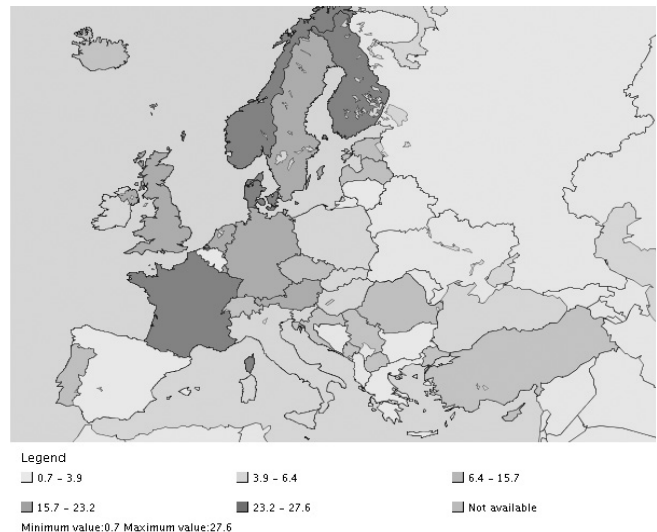 Legend
0.7 – 3.9 3.9 – 6.4 6.4 – 15.7
15.7 – 23.2 23.2 – 27.6 Not available
Minimum value:0.7 Maximum value:27.6